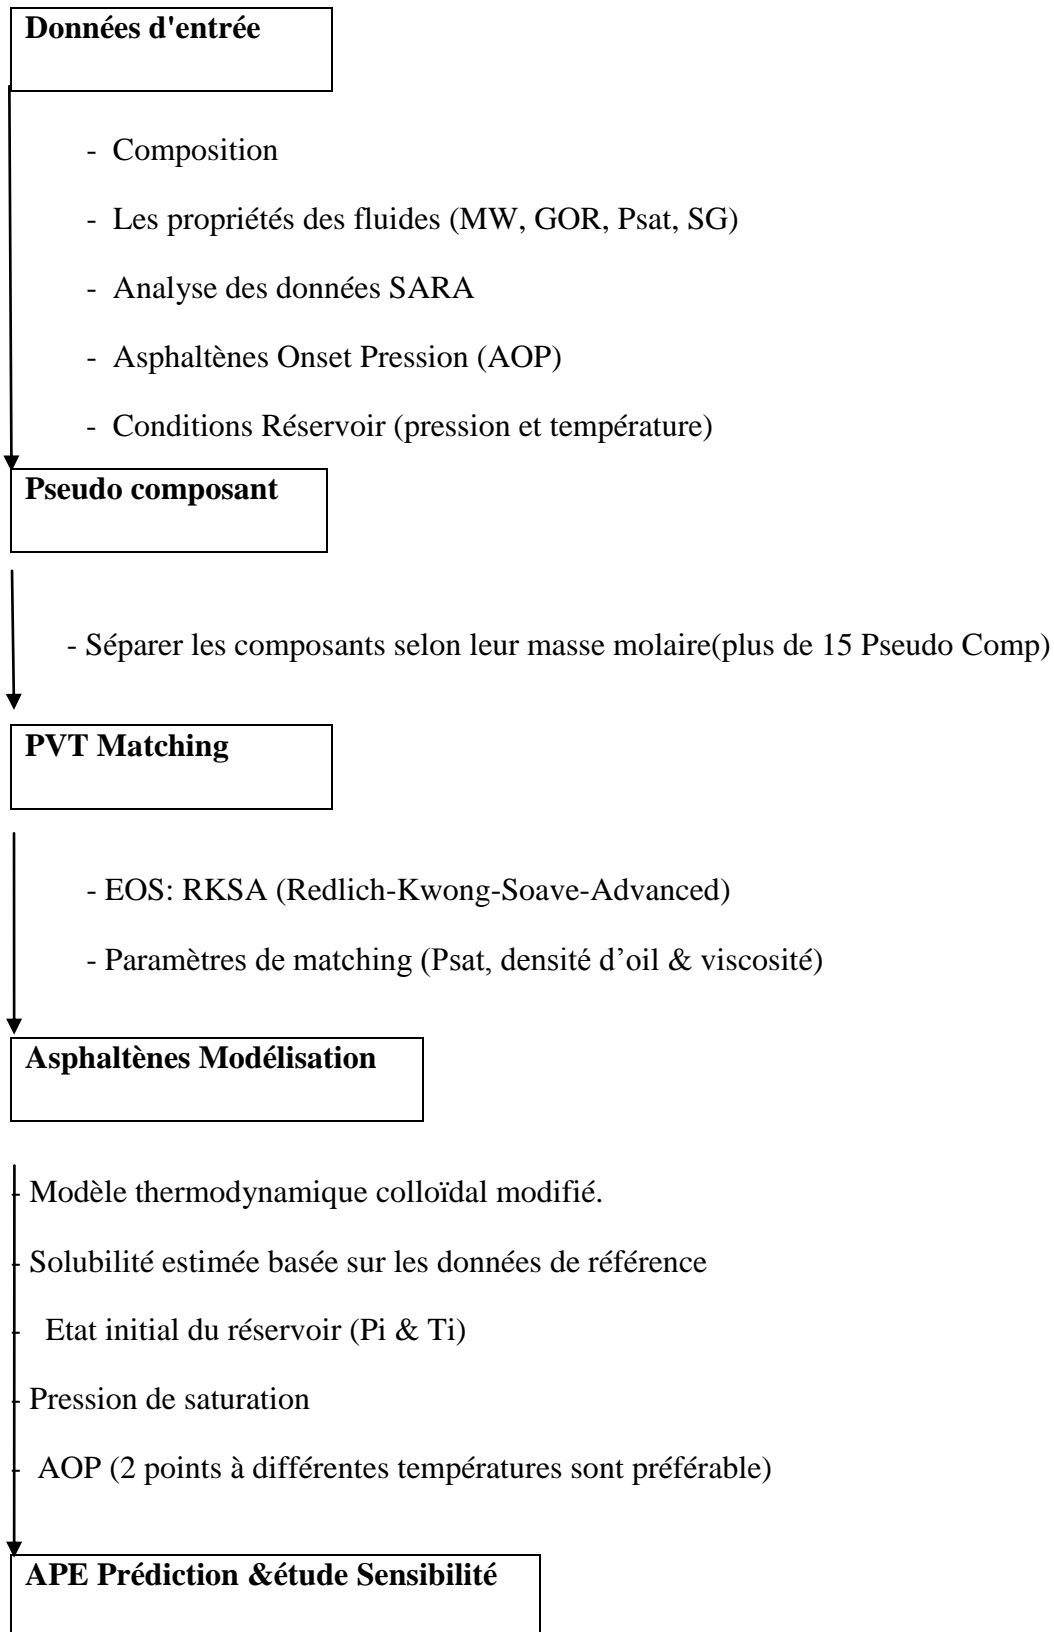 Données d'entrée
- Composition
- Les propriétés des fluides (MW, GOR, Psat, SG)
- Analyse des données SARA
- Asphaltènes Onset Pression (AOP)
- Conditions Réservoir (pression et température)
Pseudo composant
- Séparer les composants selon leur masse molaire(plus de 15 Pseudo Comp)
PVT Matching
- EOS: RKSA (Redlich-Kwong-Soave-Advanced)
- Paramètres de matching (Psat, densité d’oil & viscosité)
Asphaltènes Modélisation
- Modèle thermodynamique colloïdal modifié.
- Solubilité estimée basée sur les données de référence
- Etat initial du réservoir (Pi & Ti)
- Pression de saturation
- AOP (2 points à différentes températures sont préférable)
APE Prédiction &étude Sensibilité